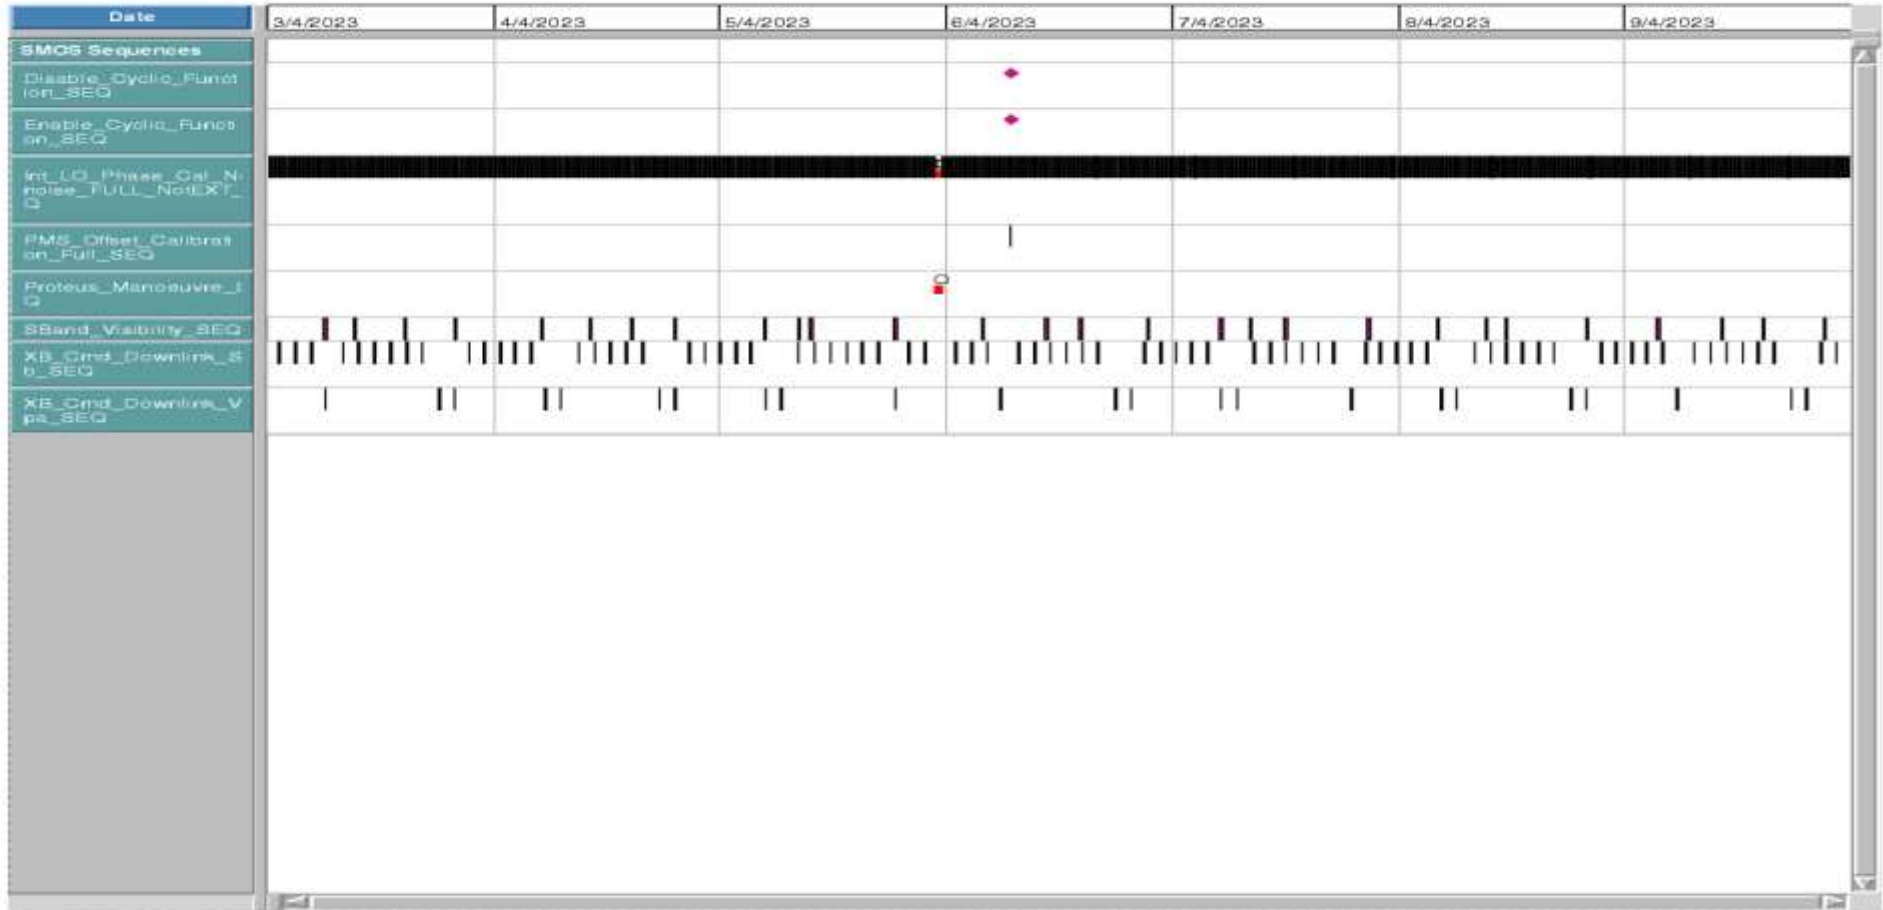 Date
3/4/2023 4/4/2023 5/4/2023 6/4/2023 7/4/2023 8/4/2023 9/4/2023
SMOS Sequences
Disable_Cyclic_Funct
ion_SEQ
Enable_Cyclic_Functi
on_SEQ
Int_LO_Phase_Cal_N
noise_FULL_NotEXT_
Q
PMS_Offset_Calibrati
on_Full_SEQ
Proteus_Manoeuvre_
Q
SBand_Visibility_SEQ
XB_Cmd_Downlink_S
b_SEQ
XB_Cmd_Downlink_V
pa_SEQ